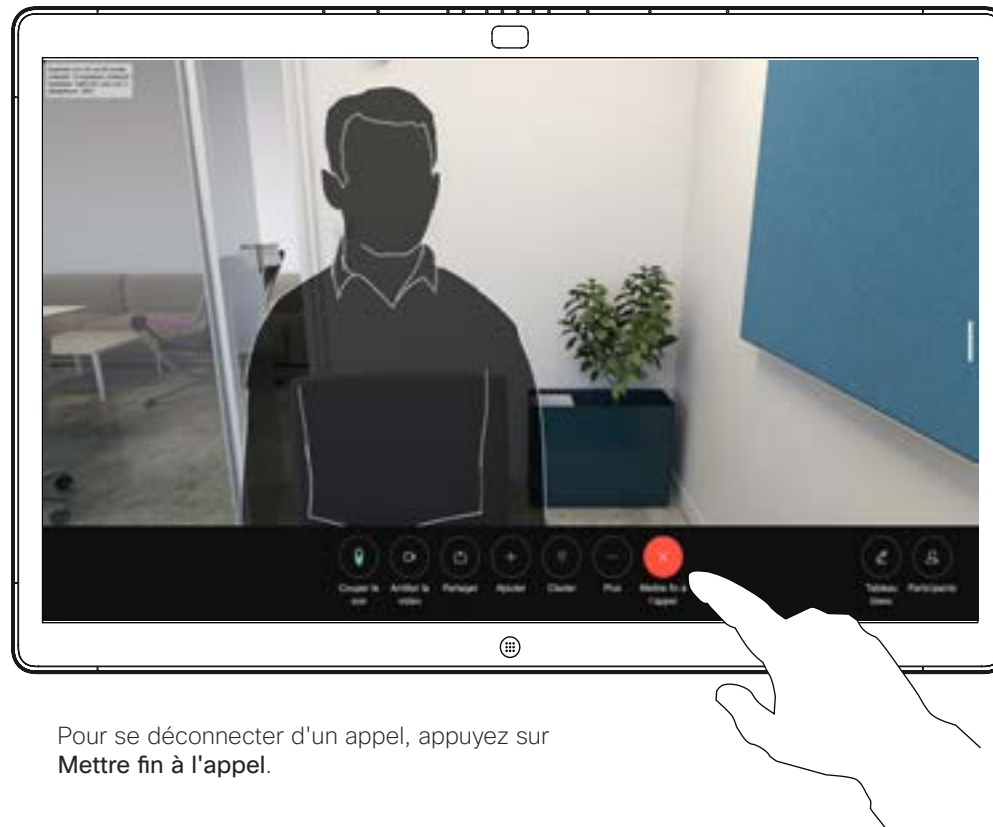 Couper le
son
Arrêter la
vidéo
Partager
Ajouter
Clavier
Plus
Mettre fin à
l'appel
Tableau
blanc
Participants
Pour se déconnecter d'un appel, appuyez sur
Mettre fin à l'appel.